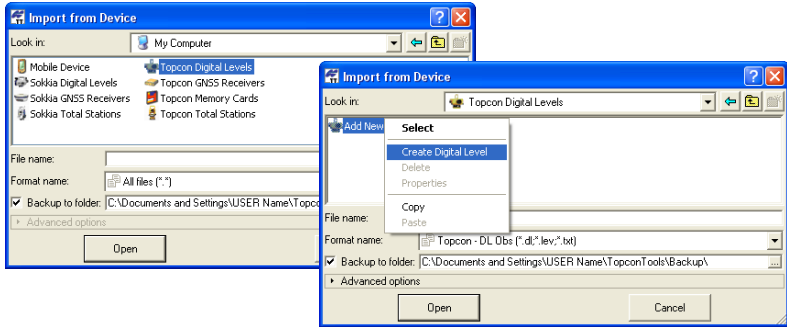 Import from Device
Look in:
My Computer
Mobile Device
Topcon Digital Levels
Sokkia Digital Levels
Topcon GNSS Receivers
Sokkia GNSS Receivers
Topcon Memory Cards
Sokkia Total Stations
Topcon Total Stations
File name:
Format name:
All files (*.*)
Backup to folder:
C:\Documents and Settings\USER Name\Topco
Advanced options
Open
Import from Device
Look in:
Topcon Digital Levels
Add New
Select
Create Digital Level
Delete
Properties
Copy
Paste
File name:
Format name:
Topcon - DL Obs (*.dl;*.lev;*.txt)
Backup to folder:
C:\Documents and Settings\USER Name\TopconTools\Backup\
...
Advanced options
Open
Cancel